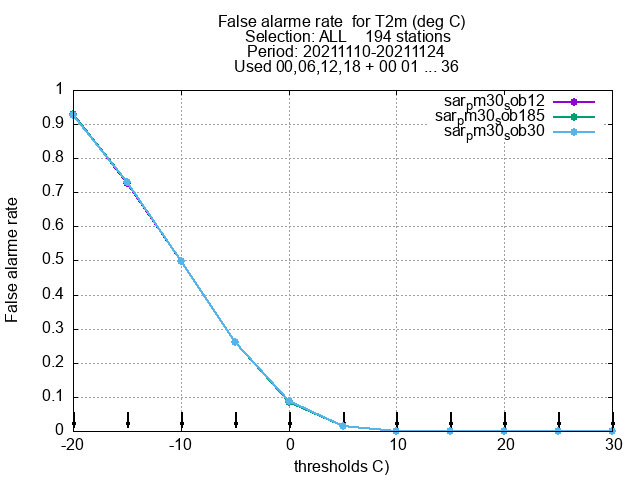 False alarme rate  for T2m (deg C)
Selection: ALL    194 stations
Period: 20211110-20211124
Used 00,06,12,18 + 00 01 ... 36
sarpm30sob12
sarpm30sob185
sarpm30sob30
False alarme rate
1
0.9
0.8
0.7
0.6
0.5
0.4
0.3
0.2
0.1
0
-20 -10 0 10 20 30
thresholds C)